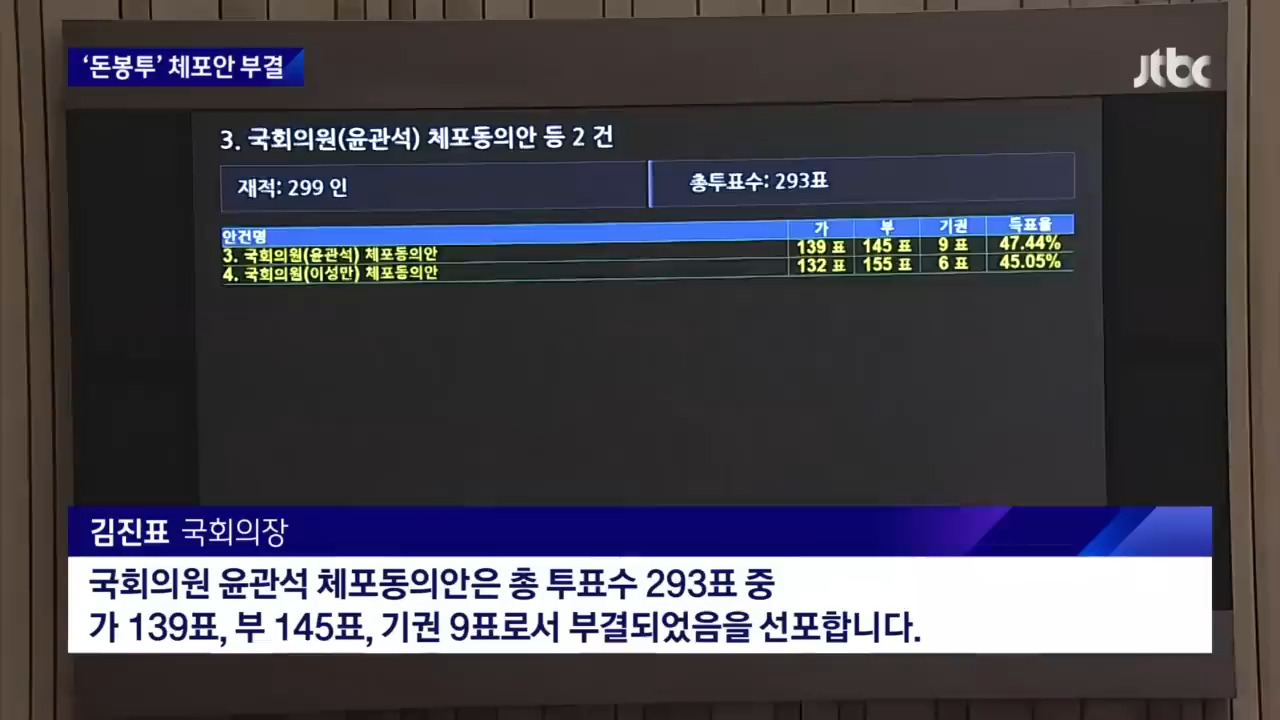 ‘돈봉투’ 체포안 부결
jtbc
3. 국회의원(윤관석) 체포동의안 등 2 건
재적: 299 인
총투표수: 293표
안건명 가 부 기권 득표율
3. 국회의원(윤관석) 체포동의안 139 표 145 표 9 표 47.44%
4. 국회의원(이성만) 체포동의안 132 표 155 표 6 표 45.05%
김진표 국회의장
국회의원 윤관석 체포동의안은 총 투표수 293표 중
가 139표, 부 145표, 기권 9표로서 부결되었음을 선포합니다.